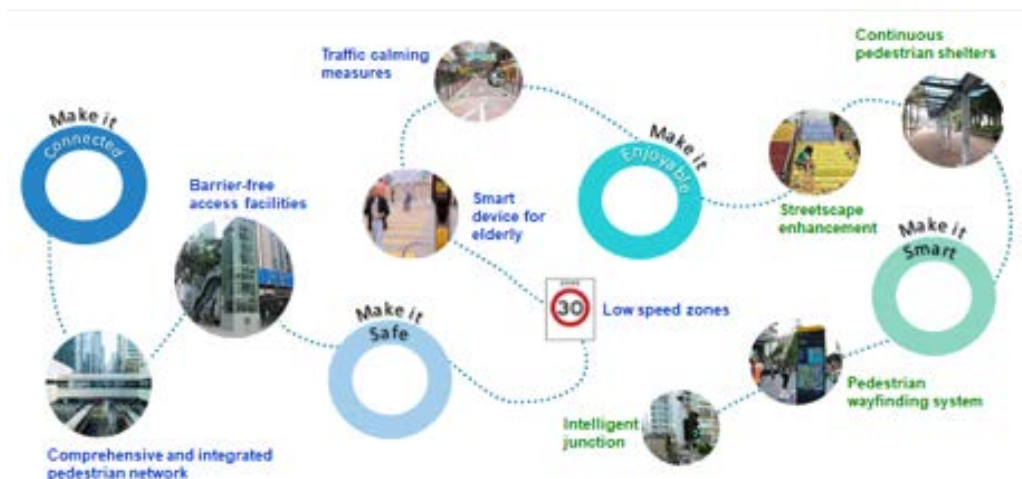 Make it
Connected
Comprehensive and integrated
pedestrian network
Barrier-free
access facilities
Make it
Safe
ZONE
30
Low speed zones
Smart
device for
elderly
Traffic calming
measures
Make it
Enjoyable
Streetscape
enhancement
Continuous
pedestrian shelters
Make it
Smart
Pedestrian
wayfinding system
Intelligent
junction